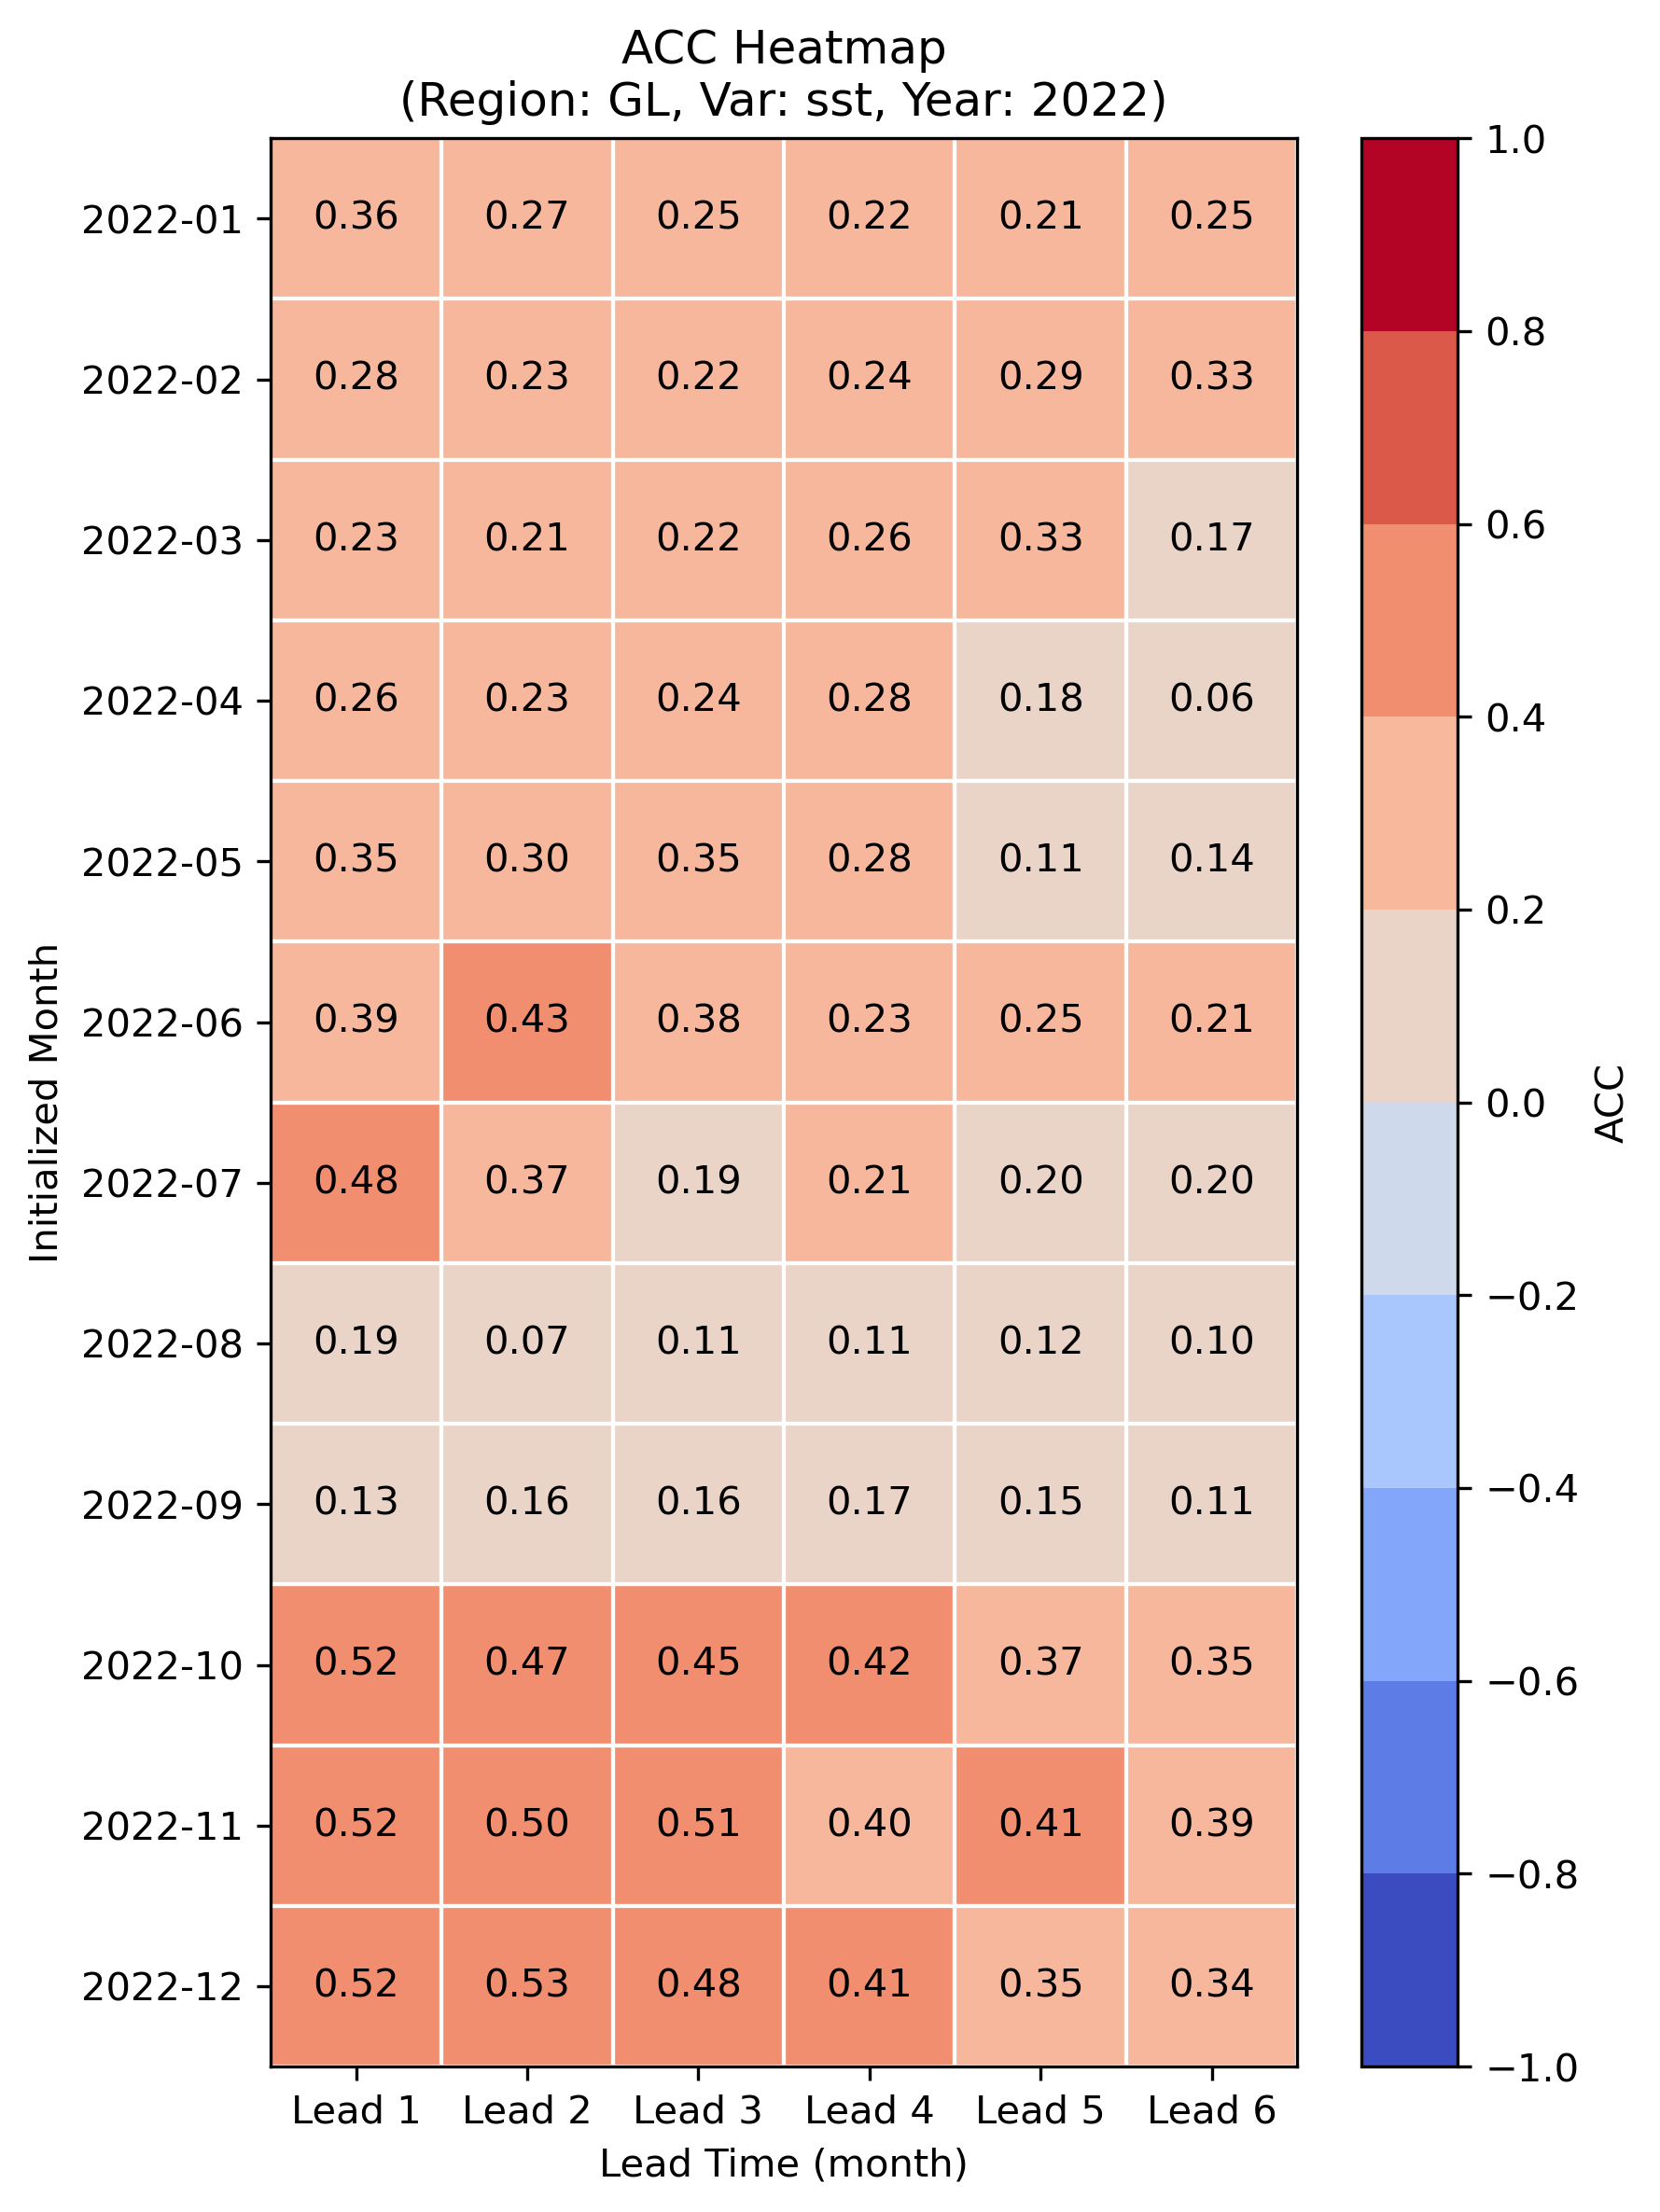 ACC Heatmap
(Region: GL, Var: sst, Year: 2022)
Initialized Month
2022-01 0.36 0.27 0.25 0.22 0.21 0.25
2022-02 0.28 0.23 0.22 0.24 0.29 0.33
2022-03 0.23 0.21 0.22 0.26 0.33 0.17
2022-04 0.26 0.23 0.24 0.28 0.18 0.06
2022-05 0.35 0.30 0.35 0.28 0.11 0.14
2022-06 0.39 0.43 0.38 0.23 0.25 0.21
2022-07 0.48 0.37 0.19 0.21 0.20 0.20
2022-08 0.19 0.07 0.11 0.11 0.12 0.10
2022-09 0.13 0.16 0.16 0.17 0.15 0.11
2022-10 0.52 0.47 0.45 0.42 0.37 0.35
2022-11 0.52 0.50 0.51 0.40 0.41 0.39
2022-12 0.52 0.53 0.48 0.41 0.35 0.34
Lead 1 Lead 2 Lead 3 Lead 4 Lead 5 Lead 6
Lead Time (month)
1.0
0.8
0.6
0.4
0.2
0.0
−0.2
−0.4
−0.6
−0.8
−1.0
ACC